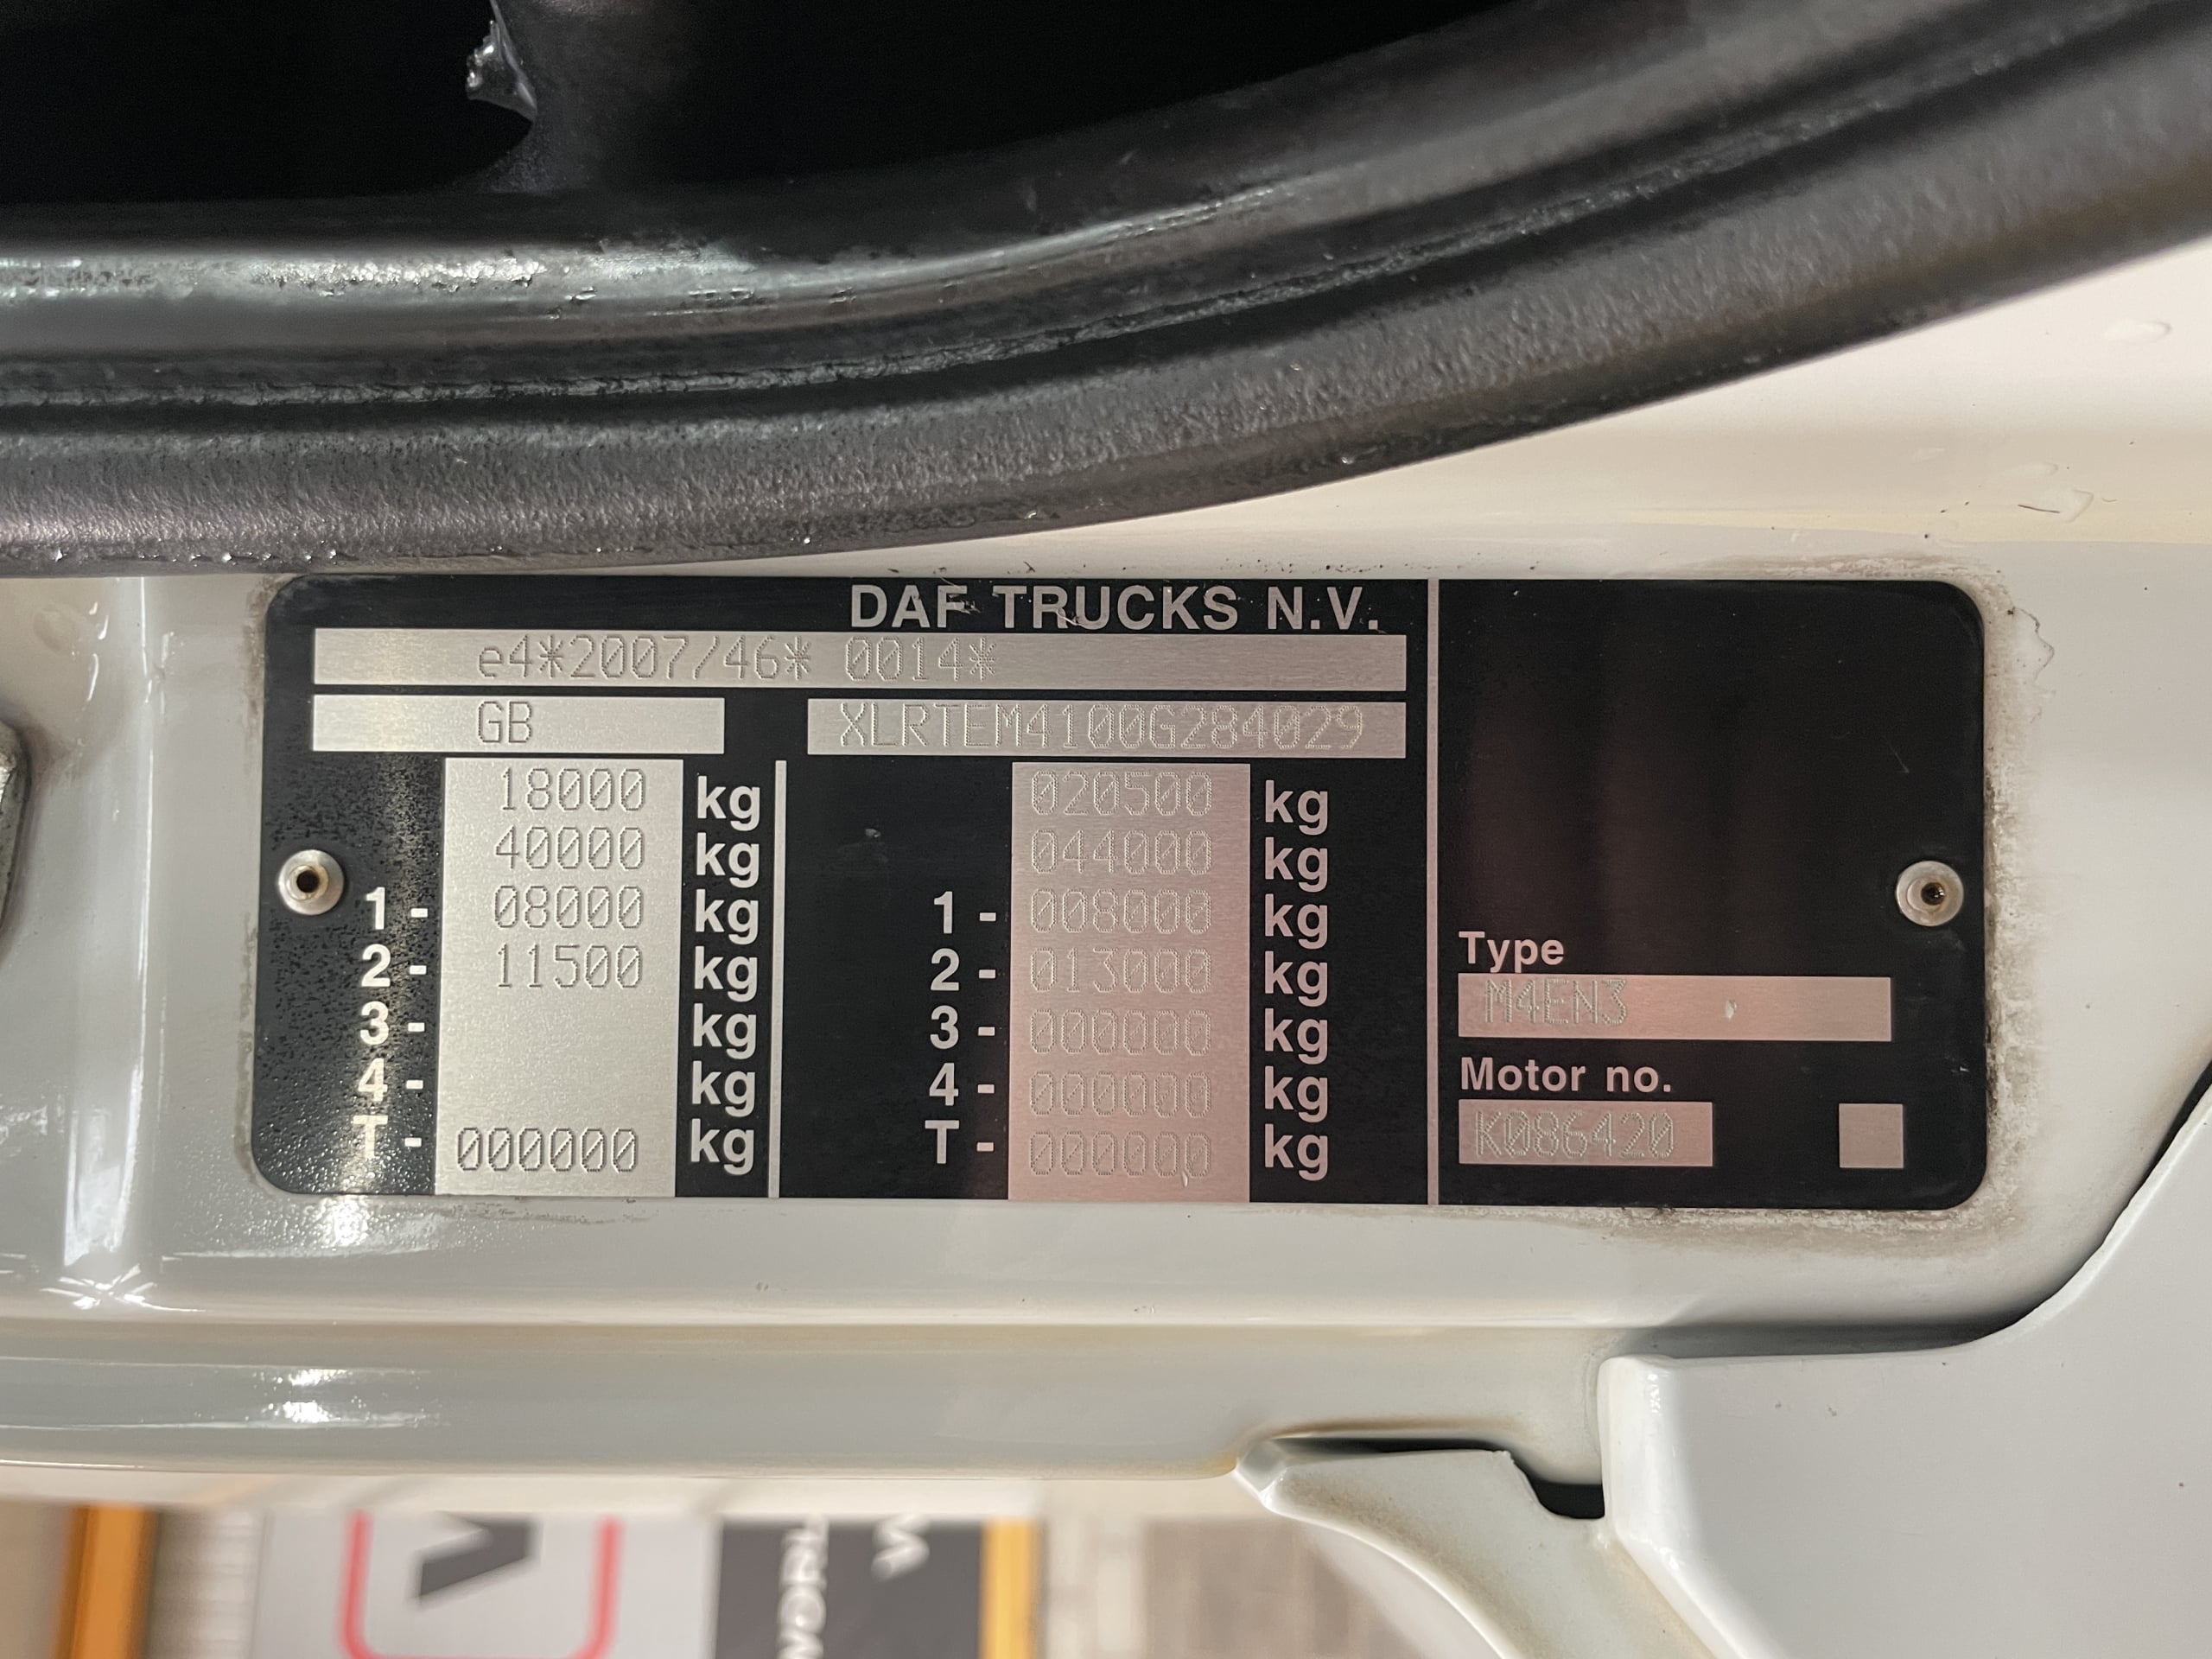 DAF TRUCKS N.V.
e4*2007/46* 0014*
GB XLRTEM4100G284029
18000 kg 020500 kg
40000 kg 044000 kg
1- 08000 kg 1- 008000 kg
2- 11500 kg 2- 013000 kg
3- kg 3- 000000 kg
4- kg 4- 000000 kg
T- 000000 kg T- 000000 kg
Type
M4EN3
Motor no.
K086420